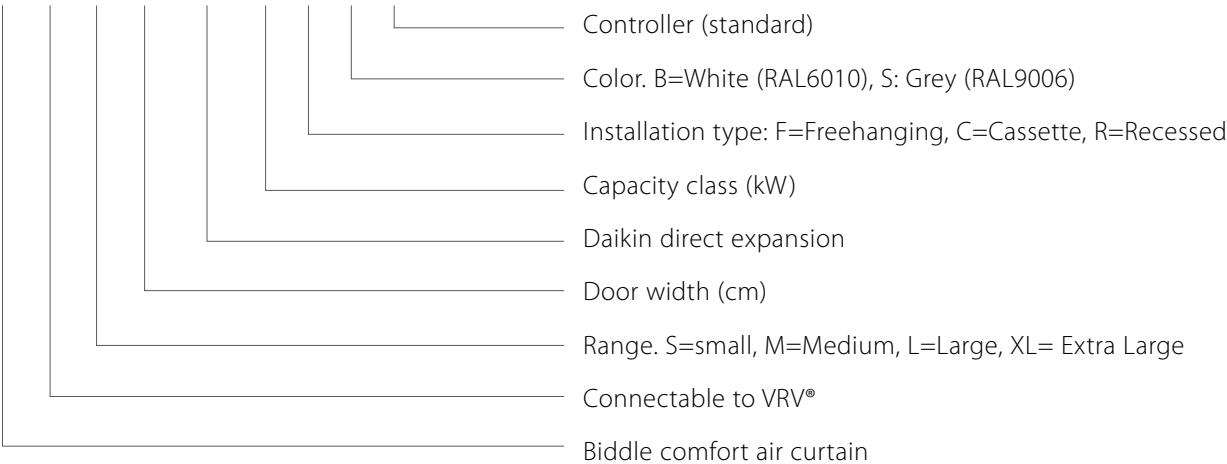 Controller (standard)
Color. B=White (RAL6010), S: Grey (RAL9006)
Installation type: F=Freehanging, C=Cassette, R=Recessed
Capacity class (kW)
Daikin direct expansion
Door width (cm)
Range. S=small, M=Medium, L=Large, XL= Extra Large
Connectable to VRV®
Biddle comfort air curtain